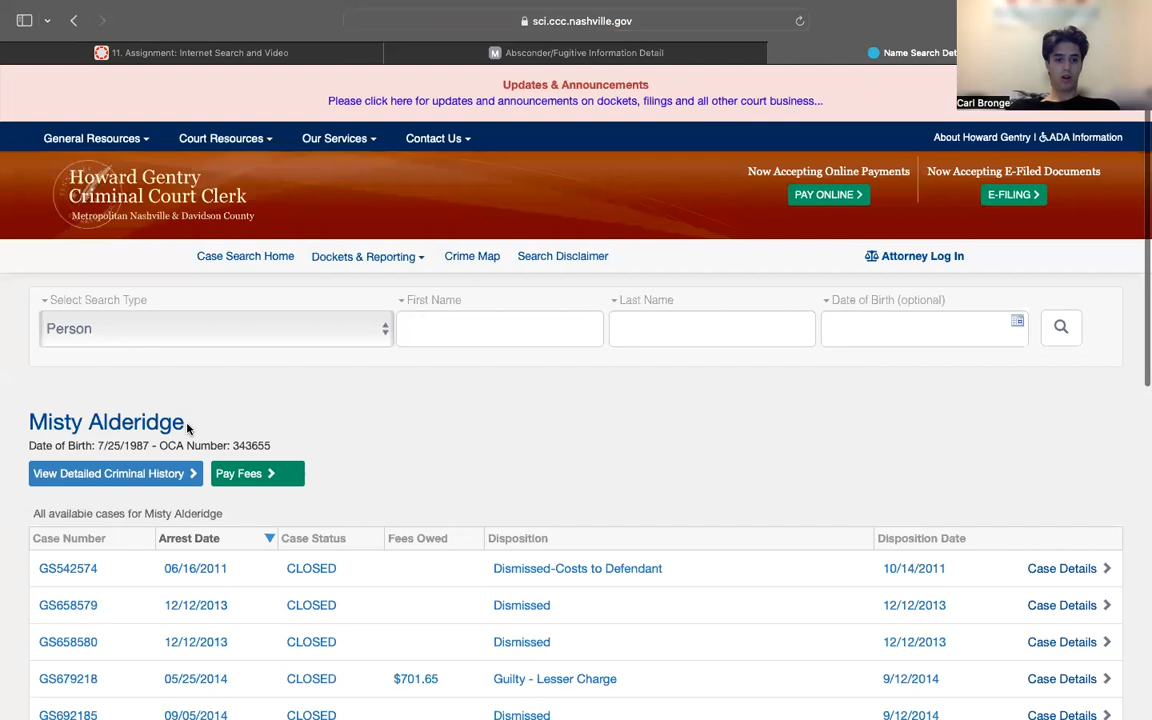 sci.ccc.nashville.gov
11. Assignment: Internet Search and Video
M Absconder/Fugitive Information Detail
Name Search Det
Carl Bronge
Updates & Announcements
Please click here for updates and announcements on dockets, filings and all other court business...
General Resources Court Resources Our Services Contact Us About Howard Gentry | ADA Information
Howard Gentry
Criminal Court Clerk
Metropolitan Nashville & Davidson County
Now Accepting Online Payments Now Accepting E-Filed Documents
PAY ONLINE E-FILING
Case Search Home Dockets & Reporting Crime Map Search Disclaimer Attorney Log In
Select Search Type First Name Last Name Date of Birth (optional)
Person
Misty Alderidge
Date of Birth: 7/25/1987 - OCA Number: 343655
View Detailed Criminal History Pay Fees
All available cases for Misty Alderidge
Case Number Arrest Date Case Status Fees Owed Disposition Disposition Date
GS542574 06/16/2011 CLOSED Dismissed-Costs to Defendant 10/14/2011 Case Details
GS658579 12/12/2013 CLOSED Dismissed 12/12/2013 Case Details
GS658580 12/12/2013 CLOSED Dismissed 12/12/2013 Case Details
GS679218 05/25/2014 CLOSED $701.65 Guilty - Lesser Charge 9/12/2014 Case Details
GS692185 09/05/2014 CLOSED Dismissed 9/12/2014 Case Details